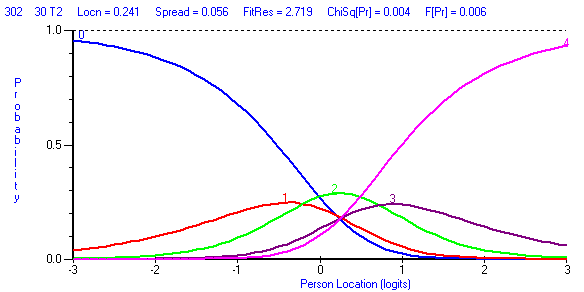 302 30 T2 Locn = 0.241 Spread = 0.056 FitRes = 2.719 ChiSq[Pr] = 0.004 F[Pr] = 0.006
1.0
0
4
Probability
0.5
1
2
3
0.0
-3 -2 -1 0 1 2 3
Person Location (logits)